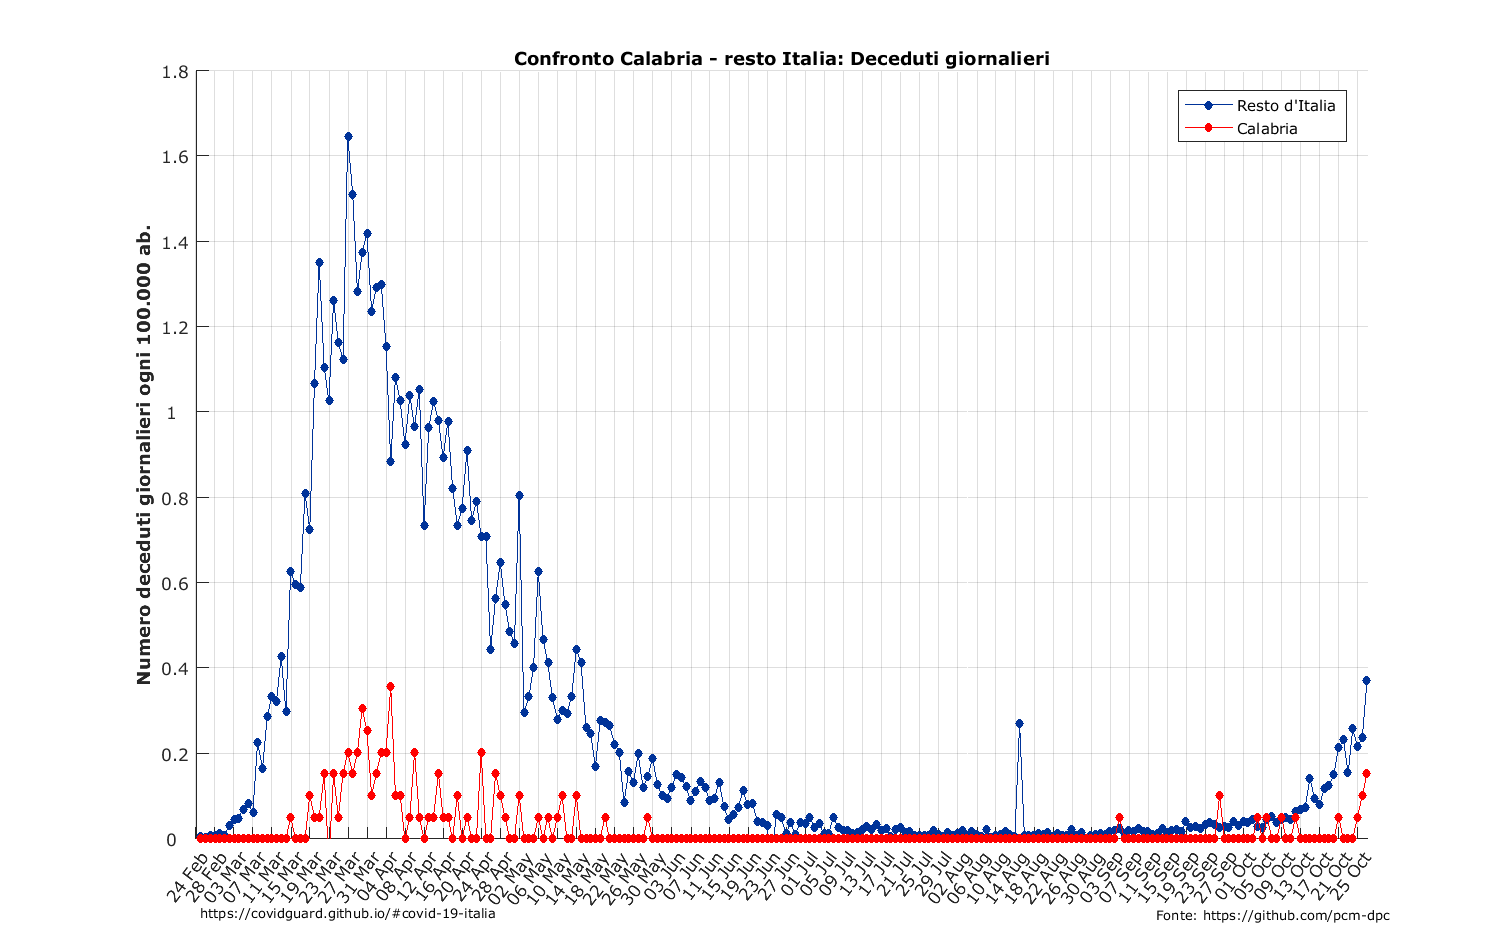 Confronto Calabria - resto Italia: Deceduti giornalieri
Resto d'Italia
Calabria
Numero deceduti giornalieri ogni 100.000 ab.
1.8
1.6
1.4
1.2
1
0.8
0.6
0.4
0.2
0
24 Feb
28 Feb
03 Mar
07 Mar
11 Mar
15 Mar
19 Mar
23 Mar
27 Mar
31 Mar
04 Apr
08 Apr
12 Apr
16 Apr
20 Apr
24 Apr
28 Apr
02 May
06 May
10 May
14 May
18 May
22 May
26 May
30 May
03 Jun
07 Jun
11 Jun
15 Jun
19 Jun
23 Jun
27 Jun
01 Jul
05 Jul
09 Jul
13 Jul
17 Jul
21 Jul
25 Jul
29 Jul
02 Aug
06 Aug
10 Aug
14 Aug
18 Aug
22 Aug
26 Aug
30 Aug
03 Sep
07 Sep
11 Sep
15 Sep
19 Sep
23 Sep
27 Sep
01 Oct
05 Oct
09 Oct
13 Oct
17 Oct
21 Oct
25 Oct
https://covidguard.github.io/#covid-19-italia
Fonte: https://github.com/pcm-dpc